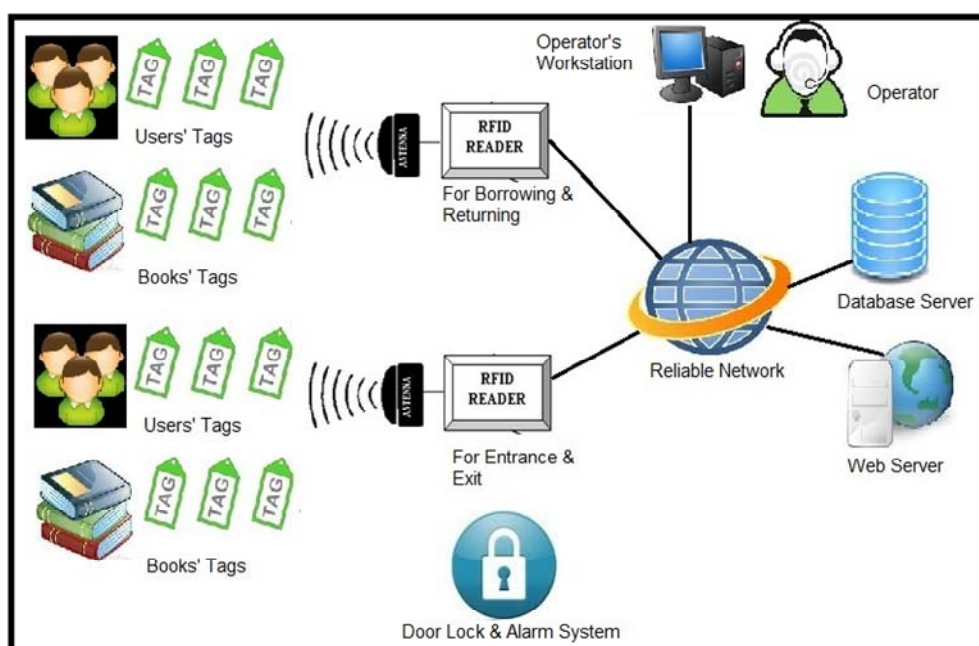 TAG TAG TAG
Users' Tags
TAG TAG TAG
Books' Tags
ANTENNA
RFID
READER
For Borrowing &
Returning
Operator's
Workstation
Operator
Database Server
Reliable Network
Web Server
TAG TAG TAG
Users' Tags
TAG TAG TAG
Books' Tags
ANTENNA
RFID
READER
For Entrance &
Exit
Door Lock & Alarm System